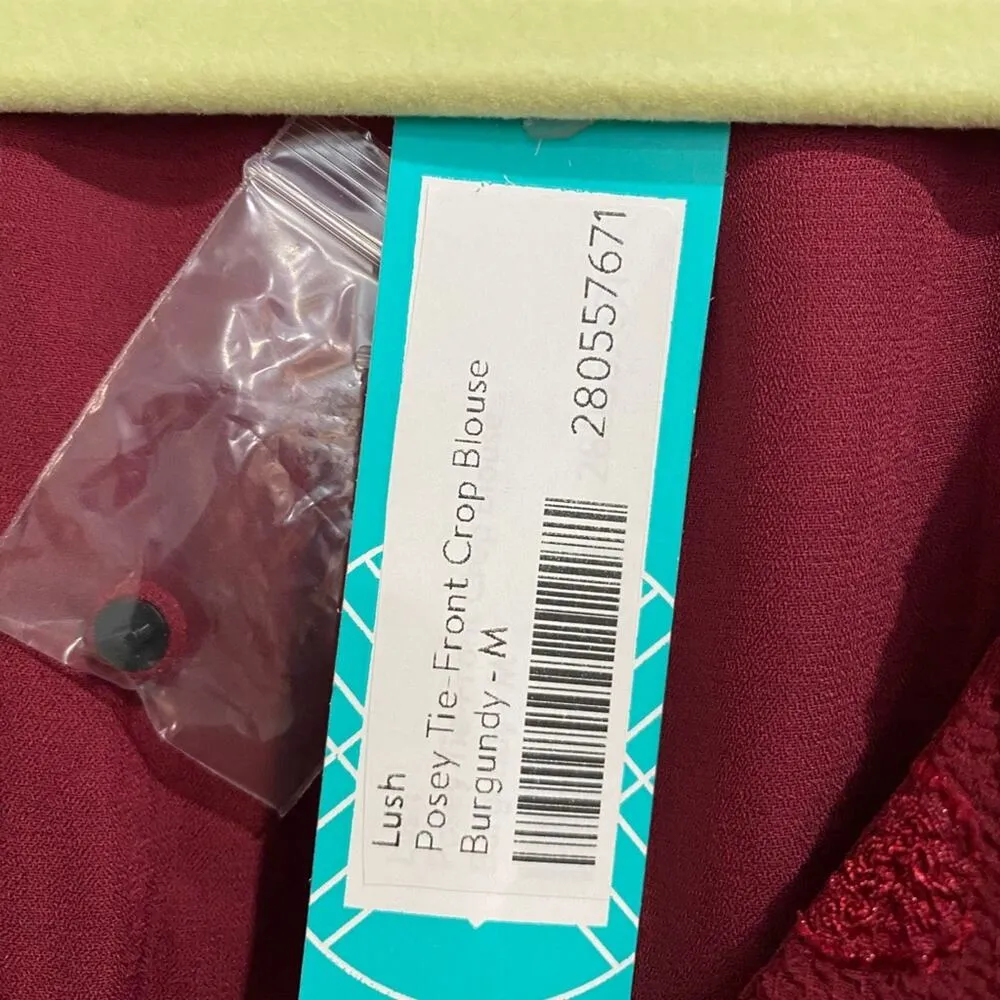 Lush
Posey Tie-Front Crop Blouse
Burgundy - M
280557671